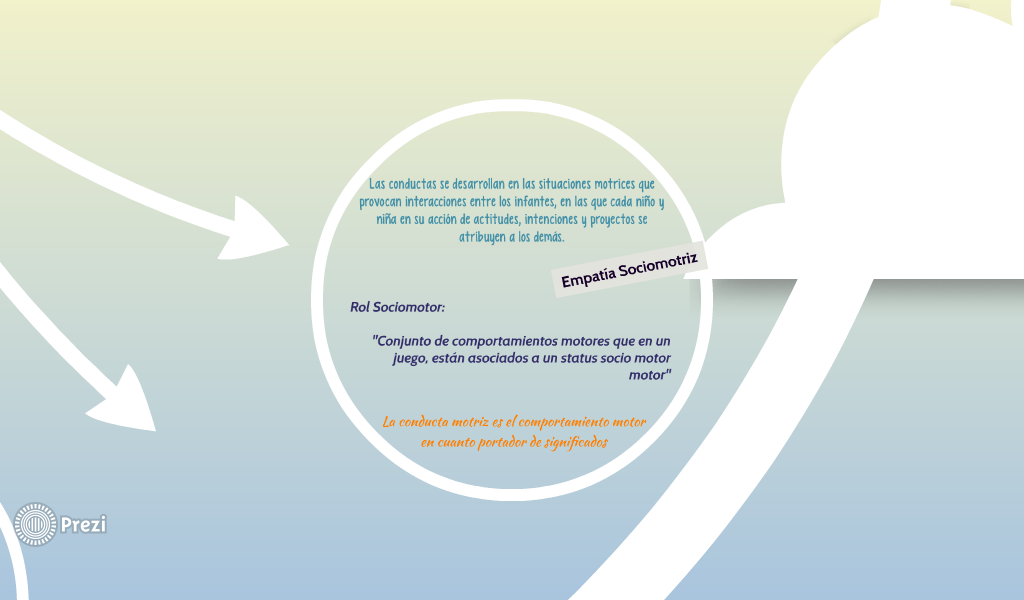 Las conductas se desarrollan en las situaciones motrices que
provocan interacciones entre los infantes, en las que cada niño y
niña en su acción de actitudes, intenciones y proyectos se
atribuyen a los demás.
Empatía Sociomotriz
Rol Sociomotor:
"Conjunto de comportamientos motores que en un
juego, están asociados a un status socio motor
motor"
La conducta motriz es el comportamiento motor
en cuanto portador de significados
Prezi